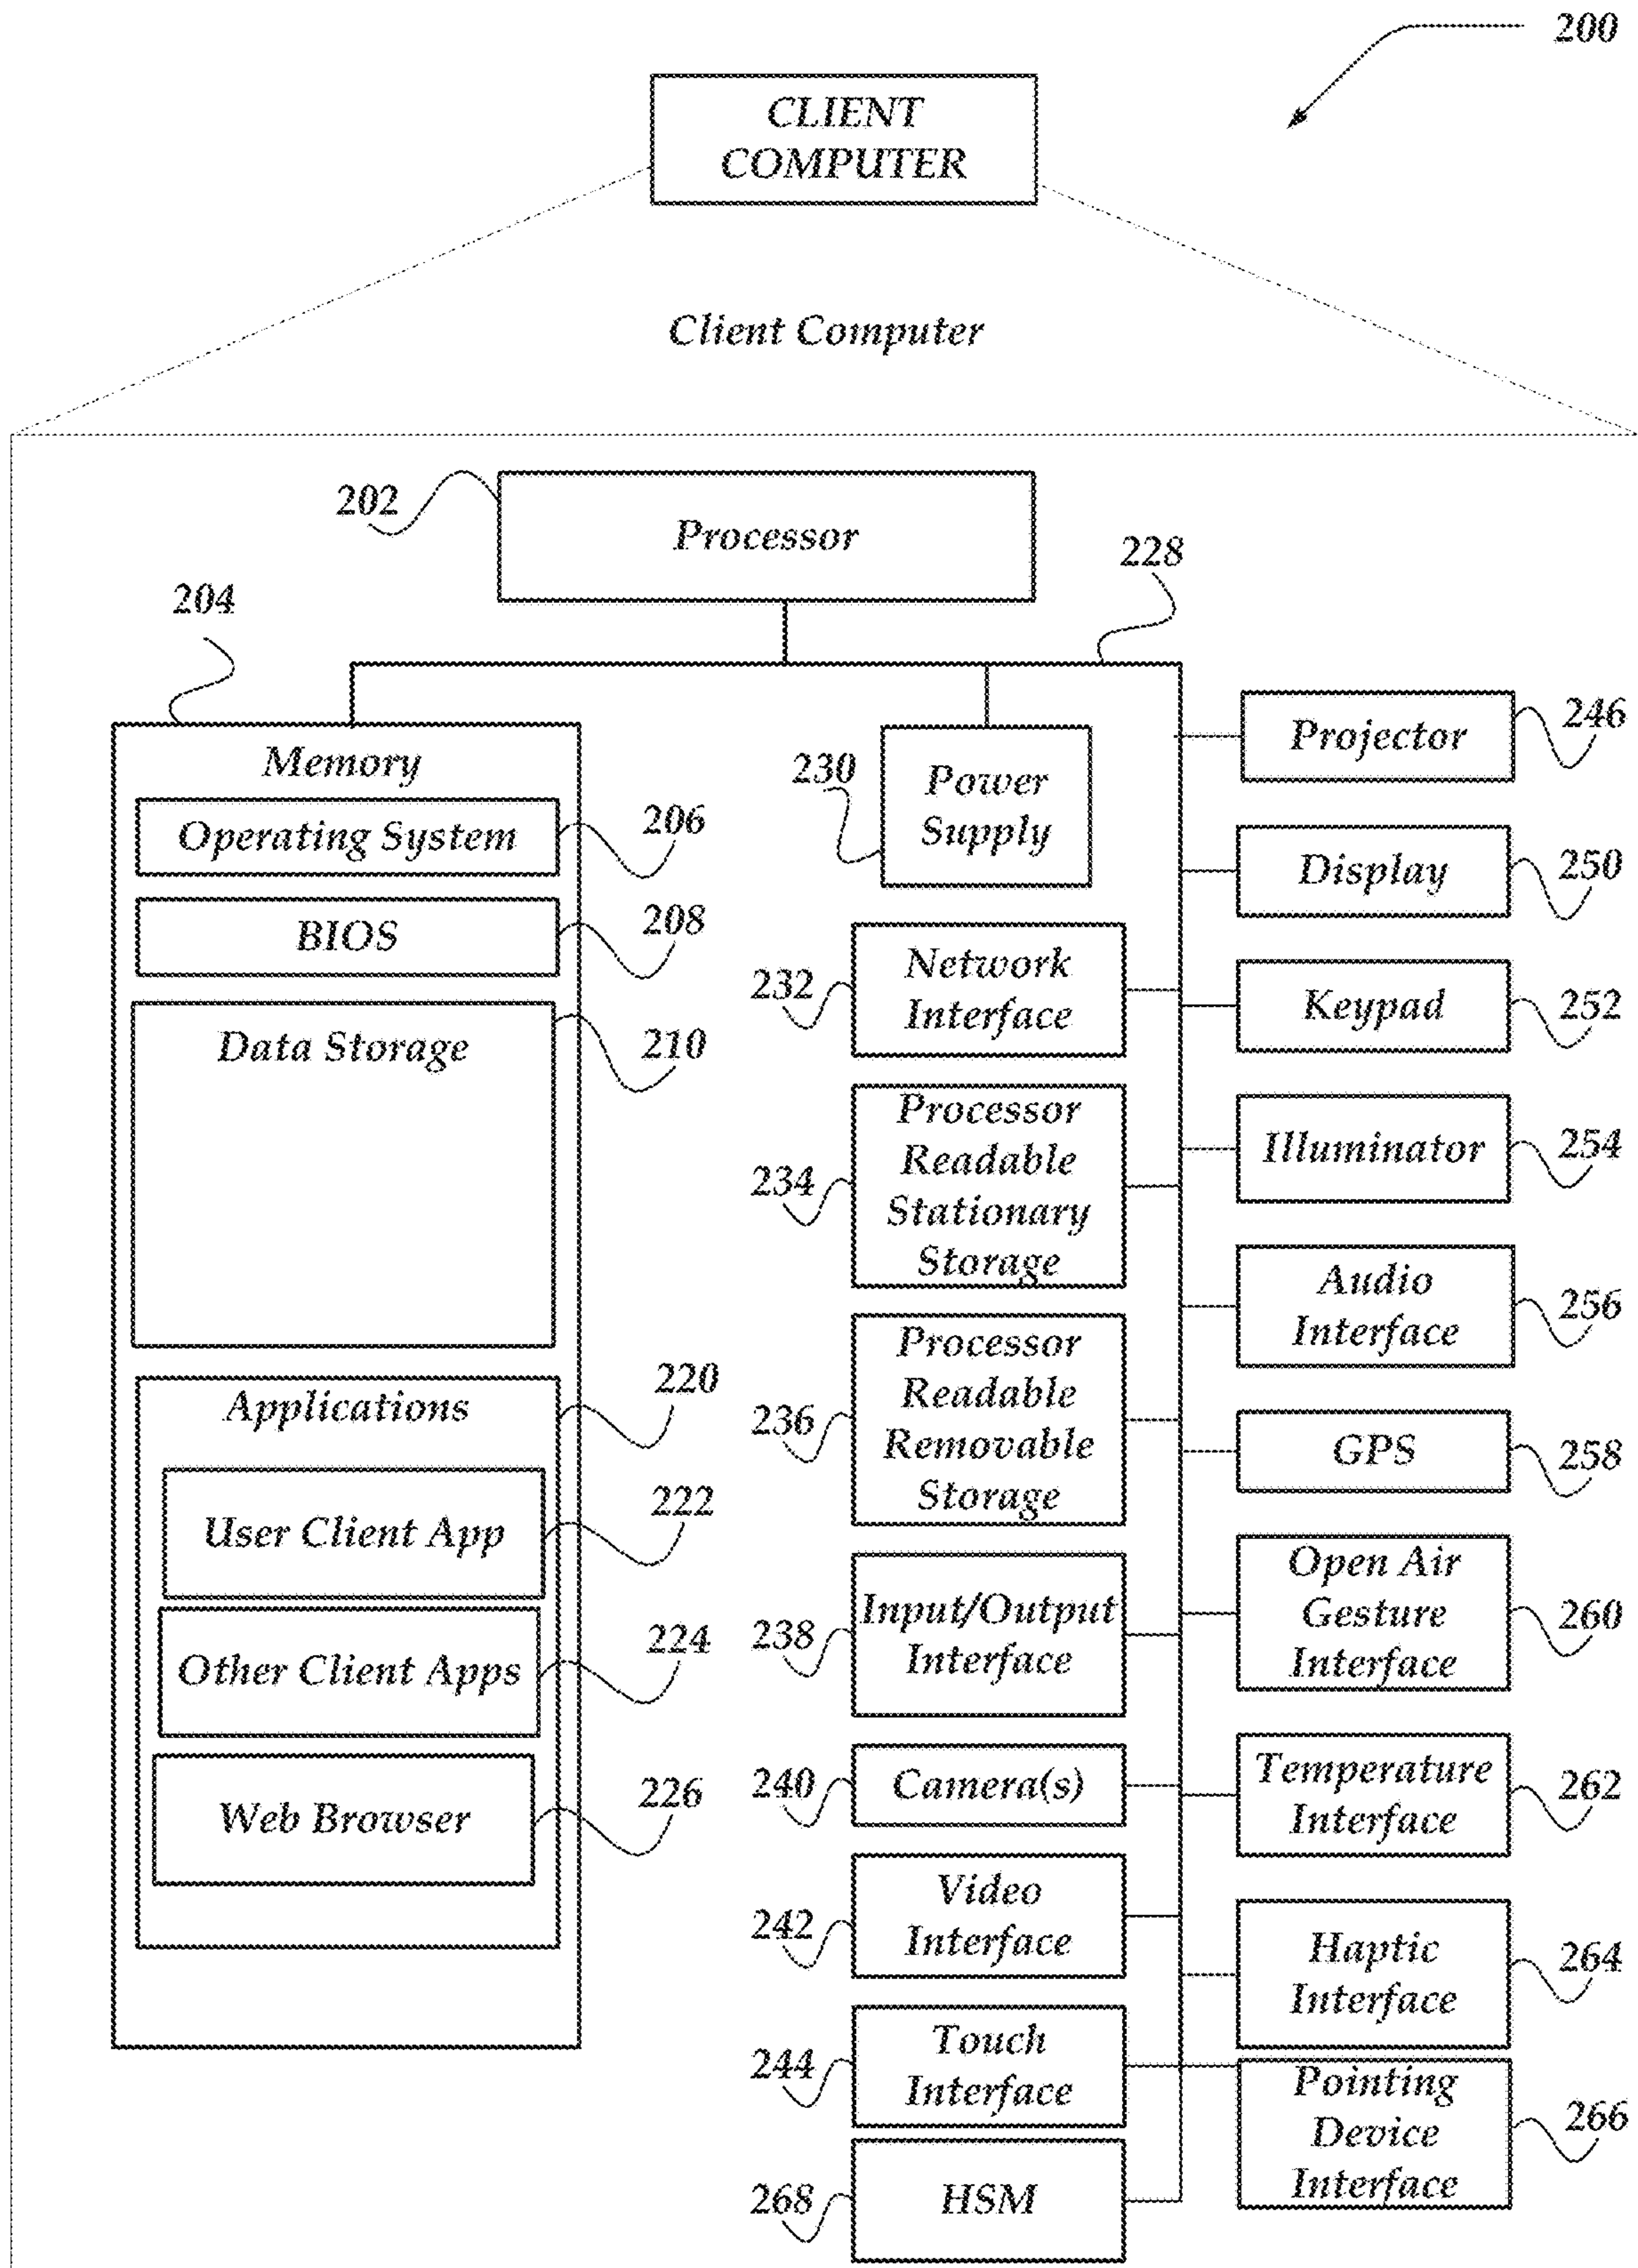 200
CLIENT
COMPUTER
Client Computer
202
Processor
228
204
Memory
Operating System
206
BIOS
208
Data Storage
210
Applications
220
User Client App
222
Other Client Apps
224
Web Browser
226
230
Power
Supply
232
Network
Interface
234
Processor
Readable
Stationary
Storage
236
Processor
Readable
Removable
Storage
238
Input/Output
Interface
240
Camera(s)
242
Video
Interface
244
Touch
Interface
268
HSM
Projector
246
Display
250
Keypad
252
Illuminator
254
Audio
Interface
256
GPS
258
Open Air
Gesture
Interface
260
Temperature
Interface
262
Haptic
Interface
264
Pointing
Device
Interface
266